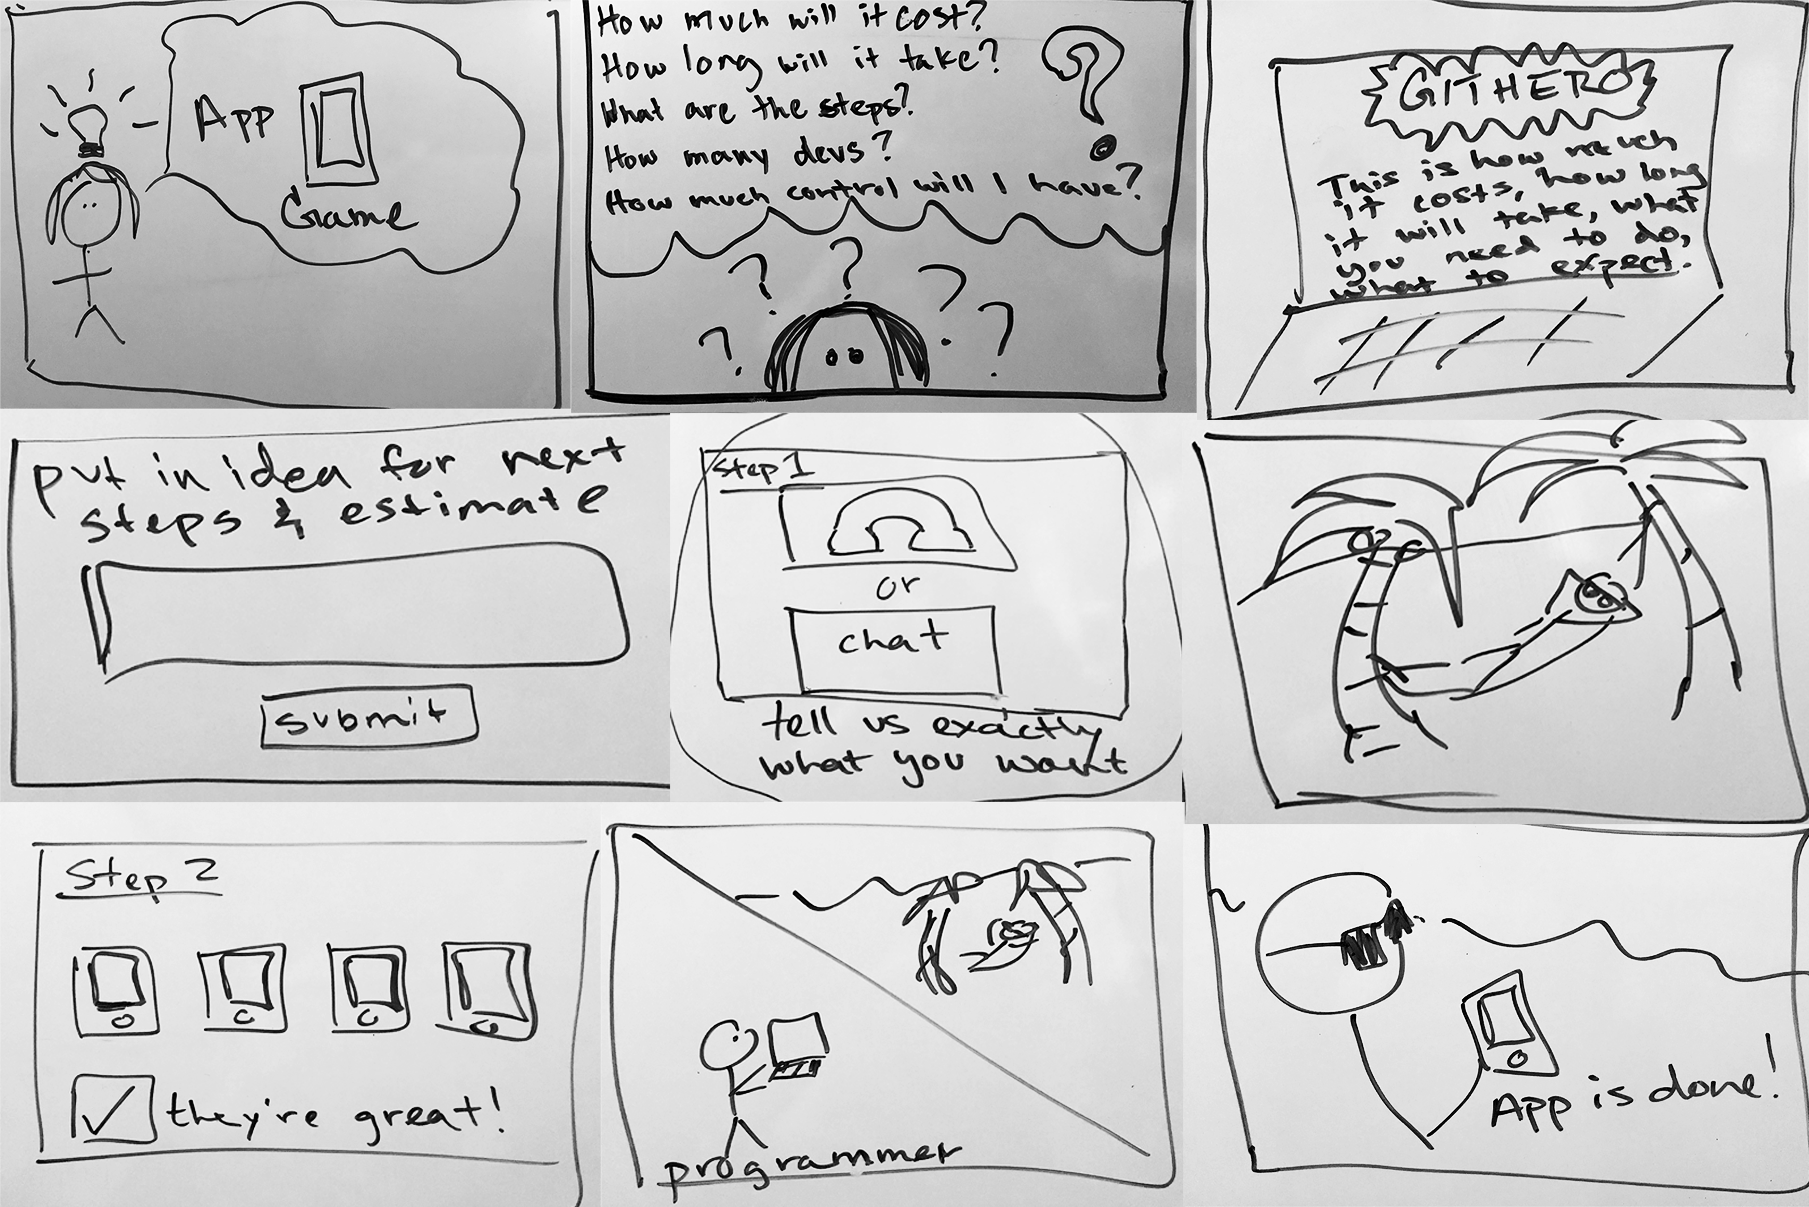 App
Game
How much will it cost?
How long will it take?
What are the steps?
How many devs?
How much control will I have?
?
? ? ? ? ?
GITHERO
This is how much
it costs, how long
it will take, what
you need to do,
what to expect.
put in idea for next
steps & estimate
submit
Step 1
or
chat
tell us exactly
what you want
Step 2
they're great!
programmer
App is done!